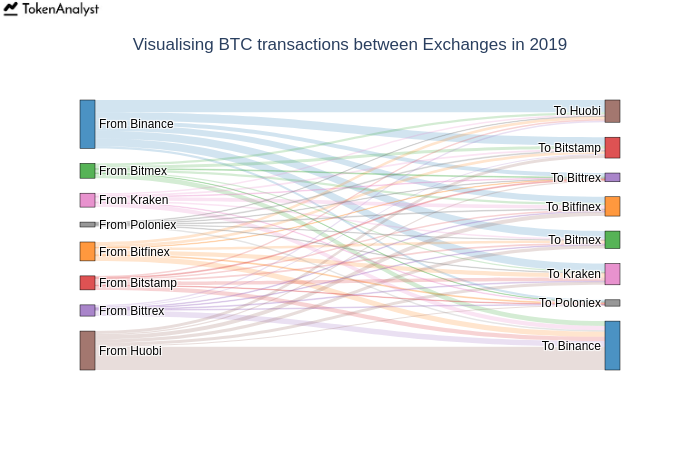 TokenAnalyst
Visualising BTC transactions between Exchanges in 2019
From Binance
From Bitmex
From Kraken
From Poloniex
From Bitfinex
From Bitstamp
From Bittrex
From Huobi
To Huobi
To Bitstamp
To Bittrex
To Bitfinex
To Bitmex
To Kraken
To Poloniex
To Binance